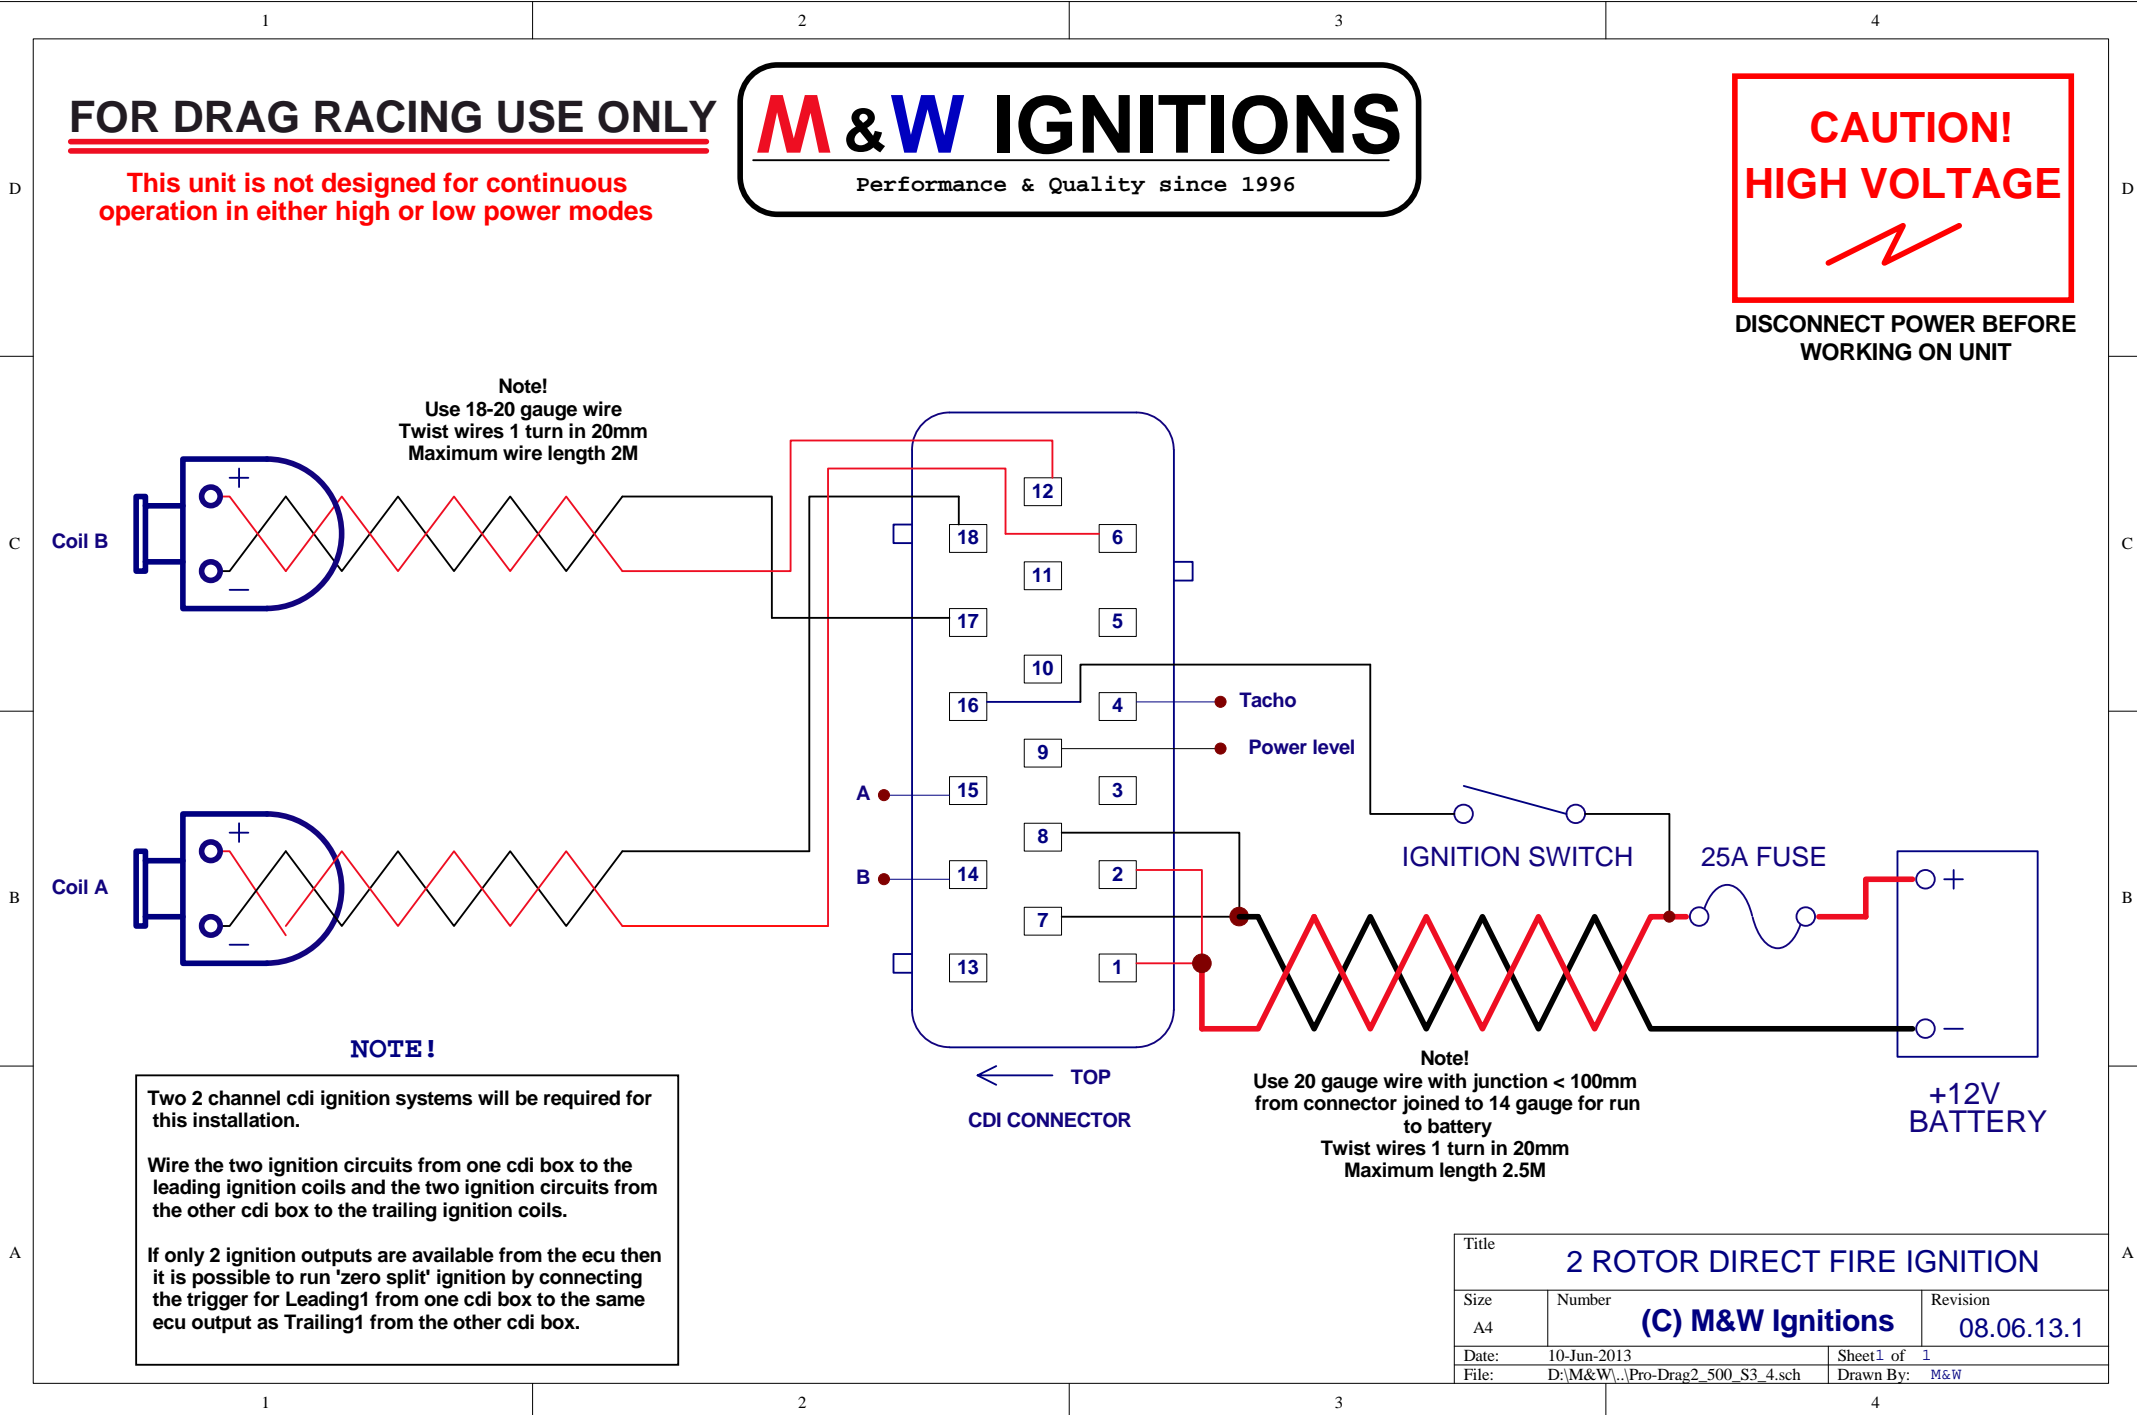 1 2 3 4
FOR DRAG RACING USE ONLY
This unit is not designed for continuous
operation in either high or low power modes
M & W IGNITIONS
Performance & Quality since 1996
CAUTION!
HIGH VOLTAGE
DISCONNECT POWER BEFORE
WORKING ON UNIT
D D
Note!
Use 18-20 gauge wire
Twist wires 1 turn in 20mm
Maximum wire length 2M
C C
Coil B
+
−
12
18
6
11
17
5
10
16
4
Tacho
9
Power level
A
15
3
8
B
14
2
7
13
1
Coil A
+
−
B B
IGNITION SWITCH
25A FUSE
+
−
+12V
BATTERY
TOP
CDI CONNECTOR
Note!
Use 20 gauge wire with junction < 100mm
from connector joined to 14 gauge for run
to battery
Twist wires 1 turn in 20mm
Maximum length 2.5M
NOTE!
Two 2 channel cdi ignition systems will be required for
this installation.
Wire the two ignition circuits from one cdi box to the
leading ignition coils and the two ignition circuits from
the other cdi box to the trailing ignition coils.
If only 2 ignition outputs are available from the ecu then
it is possible to run 'zero split' ignition by connecting
the trigger for Leading1 from one cdi box to the same
ecu output as Trailing1 from the other cdi box.
A A
Title
2 ROTOR DIRECT FIRE IGNITION
Size Number Revision
A4 (C) M&W Ignitions 08.06.13.1
Date: 10-Jun-2013 Sheet1 of 1
File: D:\M&W\..\Pro-Drag2_500_S3_4.sch Drawn By: M&W
1 2 3 4